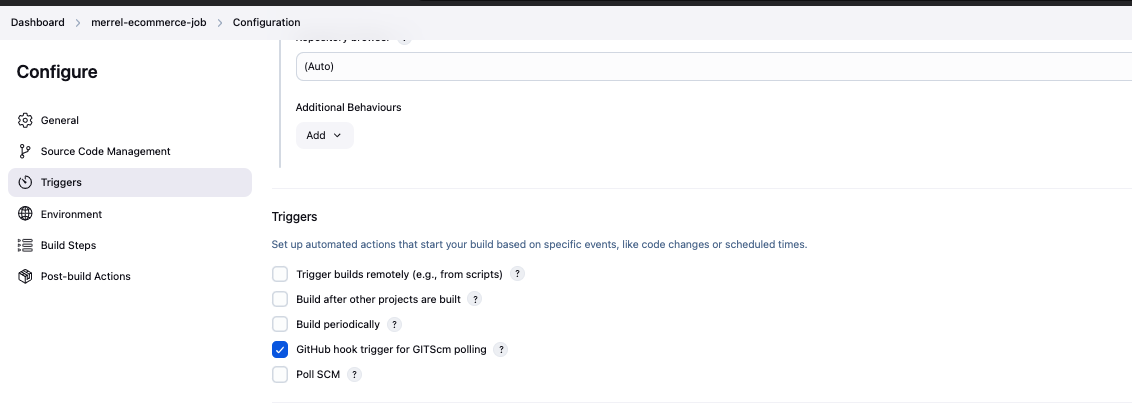 Dashboard > merrel-ecommerce-job > Configuration
Configure
General
Source Code Management
Triggers
Environment
Build Steps
Post-build Actions
Repository browser ?
(Auto)
Additional Behaviours
Add
Triggers
Set up automated actions that start your build based on specific events, like code changes or scheduled times.
Trigger builds remotely (e.g., from scripts) ?
Build after other projects are built ?
Build periodically ?
GitHub hook trigger for GITScm polling ?
Poll SCM ?